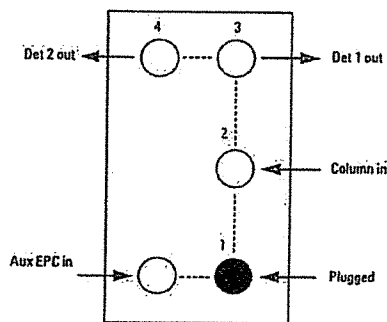 4 3
Det 2 out Det 1 out
2
Column in
1
Aux EPC in Plugged